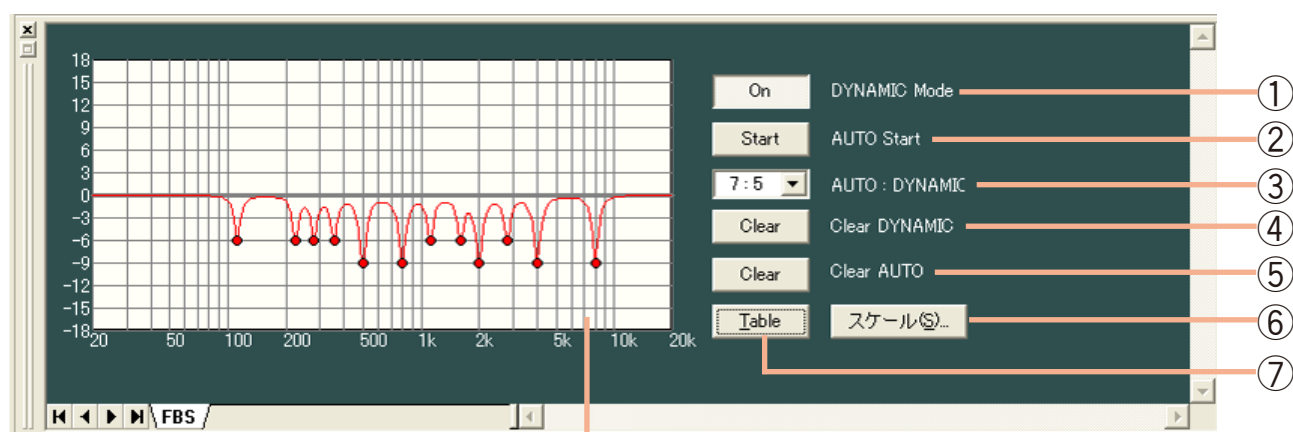 18
15
12
9
6
3
0
-3
-6
-9
-12
-15
-18
20 50 100 200 500 1k 2k 5k 10k 20k
On DYNAMIC Mode ①
Start AUTO Start ②
7:5 AUTO : DYNAMIC ③
Clear Clear DYNAMIC ④
Clear Clear AUTO ⑤
Table スケール(S)... ⑥
⑦
FBS